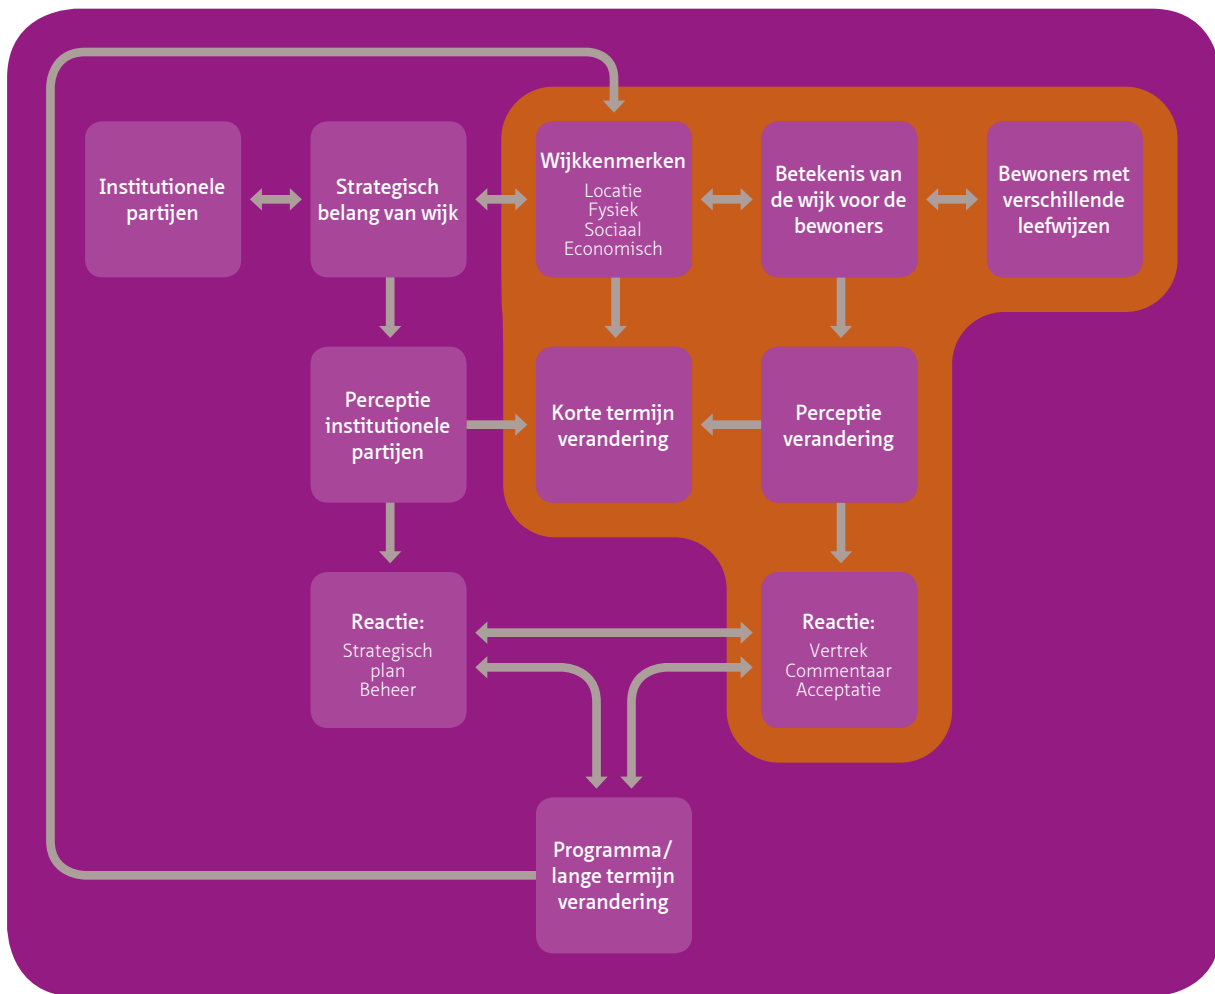 Institutionele
partijen
Strategisch
belang van wijk
Wijkkenmerken
Locatie
Fysiek
Sociaal
Economisch
Betekenis van
de wijk voor de
bewoners
Bewoners met
verschillende
leefwijzen
Perceptie
institutionele
partijen
Korte termijn
verandering
Perceptie
verandering
Reactie:
Strategisch
plan
Beheer
Reactie:
Vertrek
Commentaar
Acceptatie
Programma/
lange termijn
verandering